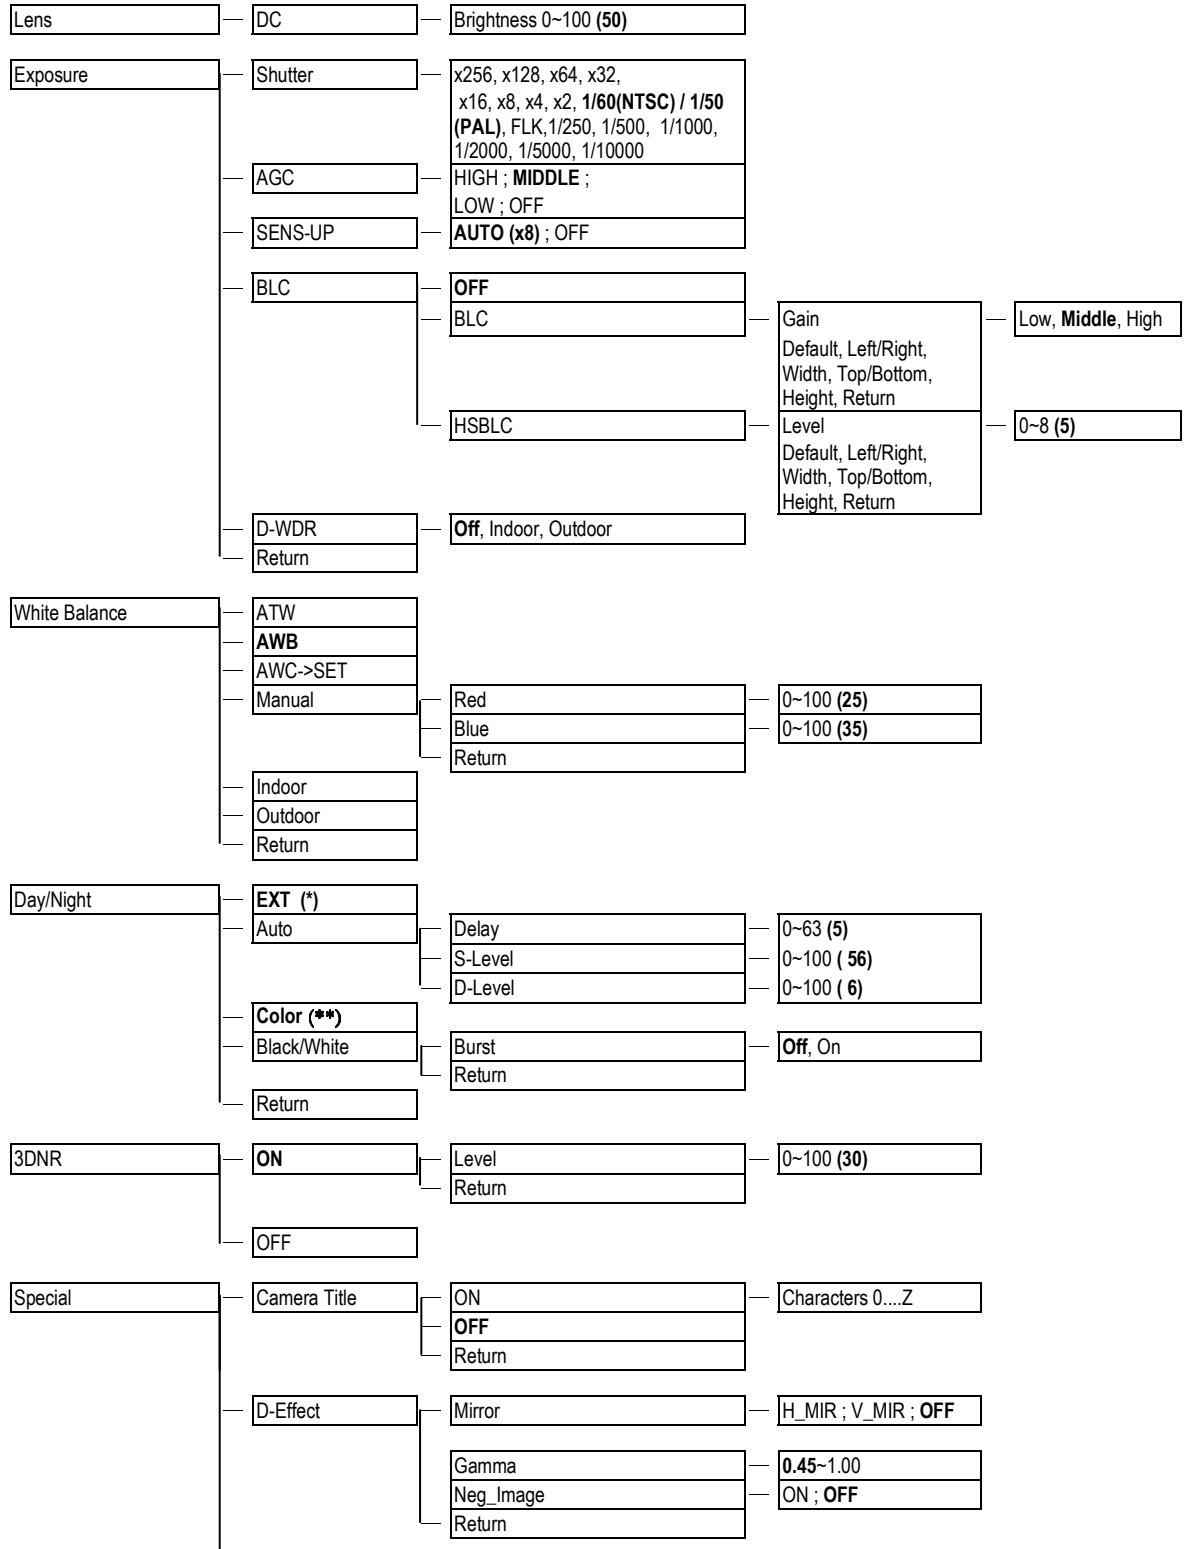 Lens DC Brightness 0~100 (50)
Exposure Shutter x256, x128, x64, x32,
x16, x8, x4, x2, 1/60(NTSC) / 1/50
(PAL), FLK,1/250, 1/500, 1/1000,
1/2000, 1/5000, 1/10000
AGC HIGH ; MIDDLE ;
LOW ; OFF
SENS-UP AUTO (x8) ; OFF
BLC OFF
BLC Gain Low, Middle, High
Default, Left/Right,
Width, Top/Bottom,
Height, Return
HSBLC Level 0~8 (5)
Default, Left/Right,
Width, Top/Bottom,
Height, Return
D-WDR Off, Indoor, Outdoor
Return
White Balance ATW
AWB
AWC->SET
Manual Red 0~100 (25)
Blue 0~100 (35)
Return
Indoor
Outdoor
Return
Day/Night EXT (*)
Auto Delay 0~63 (5)
S-Level 0~100 ( 56)
D-Level 0~100 ( 6)
Color (**)
Black/White Burst Off, On
Return
Return
3DNR ON Level 0~100 (30)
Return
OFF
Special Camera Title ON Characters 0....Z
OFF
Return
D-Effect Mirror H_MIR ; V_MIR ; OFF
Gamma 0.45~1.00
Neg_Image ON ; OFF
Return